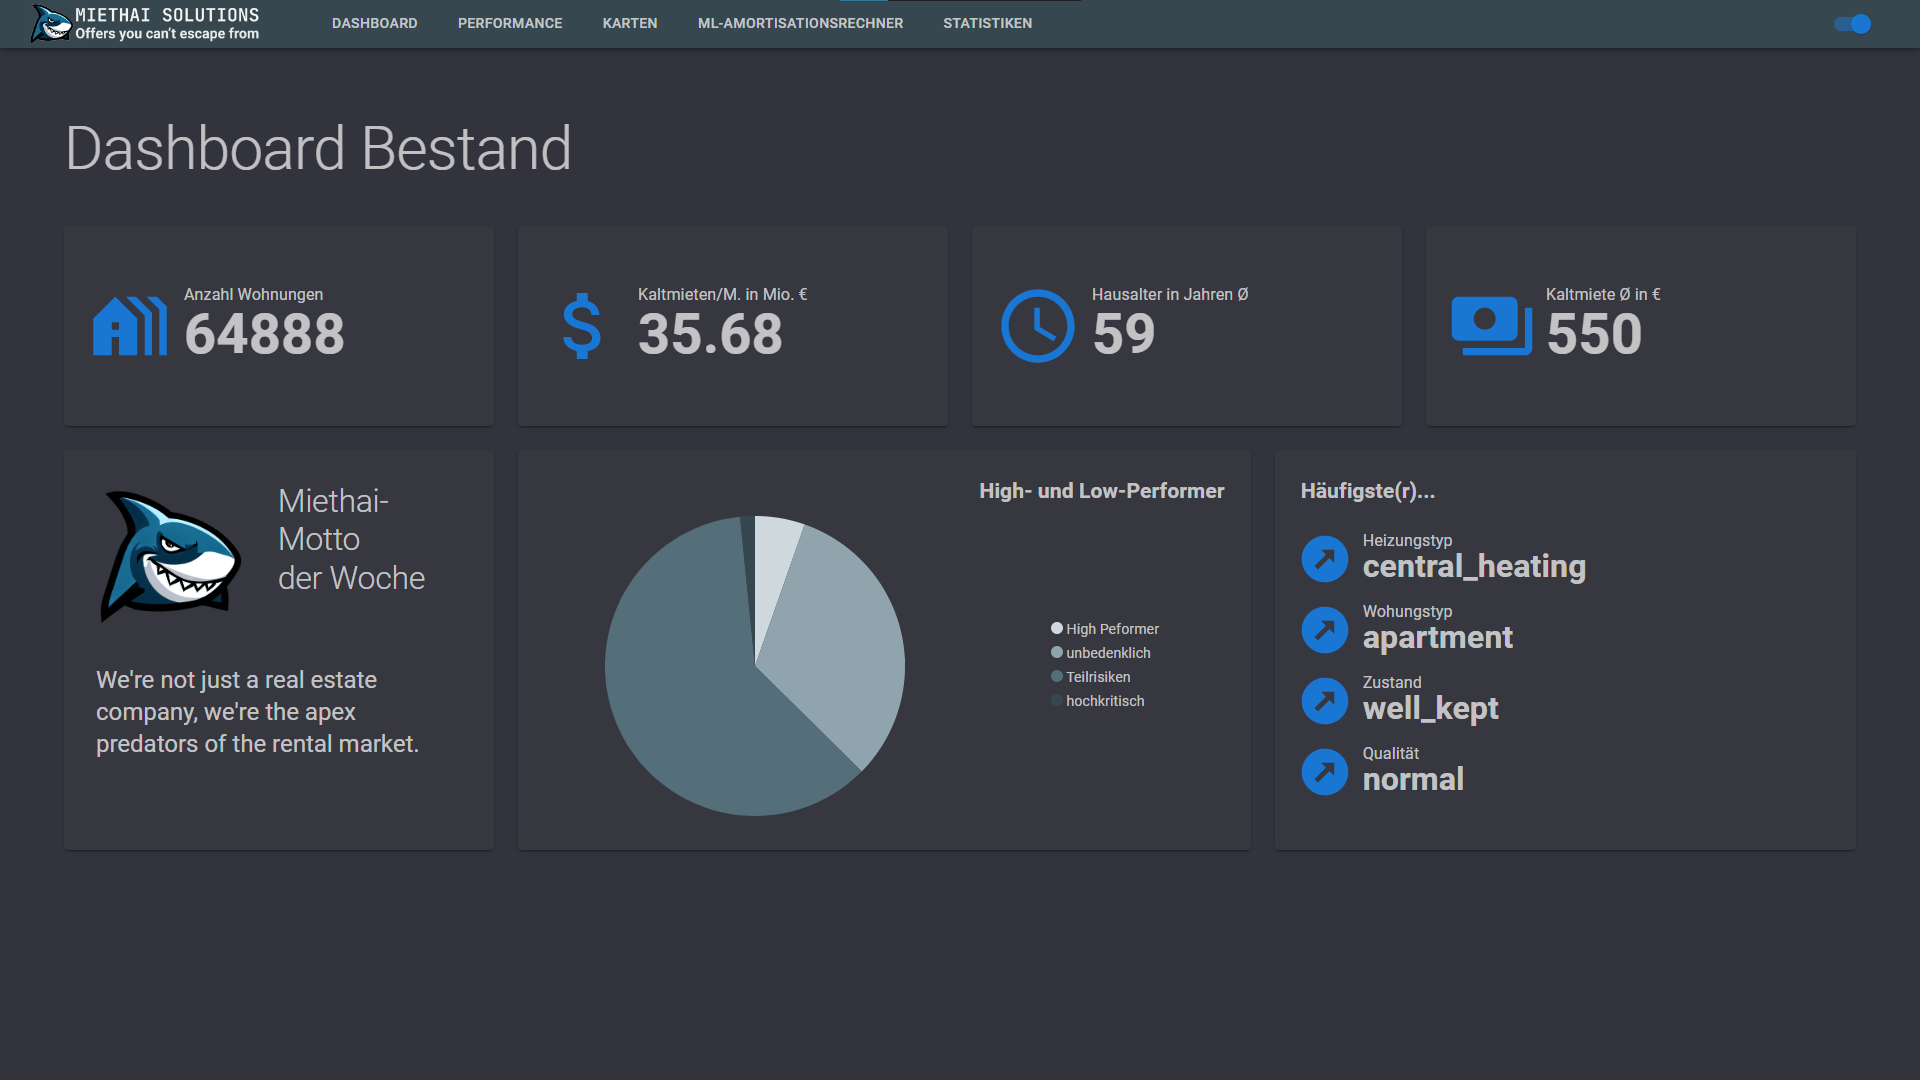 MIETHAI SOLUTIONS
Offers you can't escape from
DASHBOARD
PERFORMANCE
KARTEN
ML-AMORTISATIONSRECHNER
STATISTIKEN
Dashboard Bestand
Anzahl Wohnungen
64888
Kaltmieten/M. in Mio. €
35.68
Hausalter in Jahren Ø
59
Kaltmiete Ø in €
550
Miethai-
Motto
der Woche
We're not just a real estate
company, we're the apex
predators of the rental market.
High- und Low-Performer
High Peformer
unbedenklich
Teilrisiken
hochkritisch
Häufigste(r)...
Heizungstyp
central_heating
Wohungstyp
apartment
Zustand
well_kept
Qualität
normal